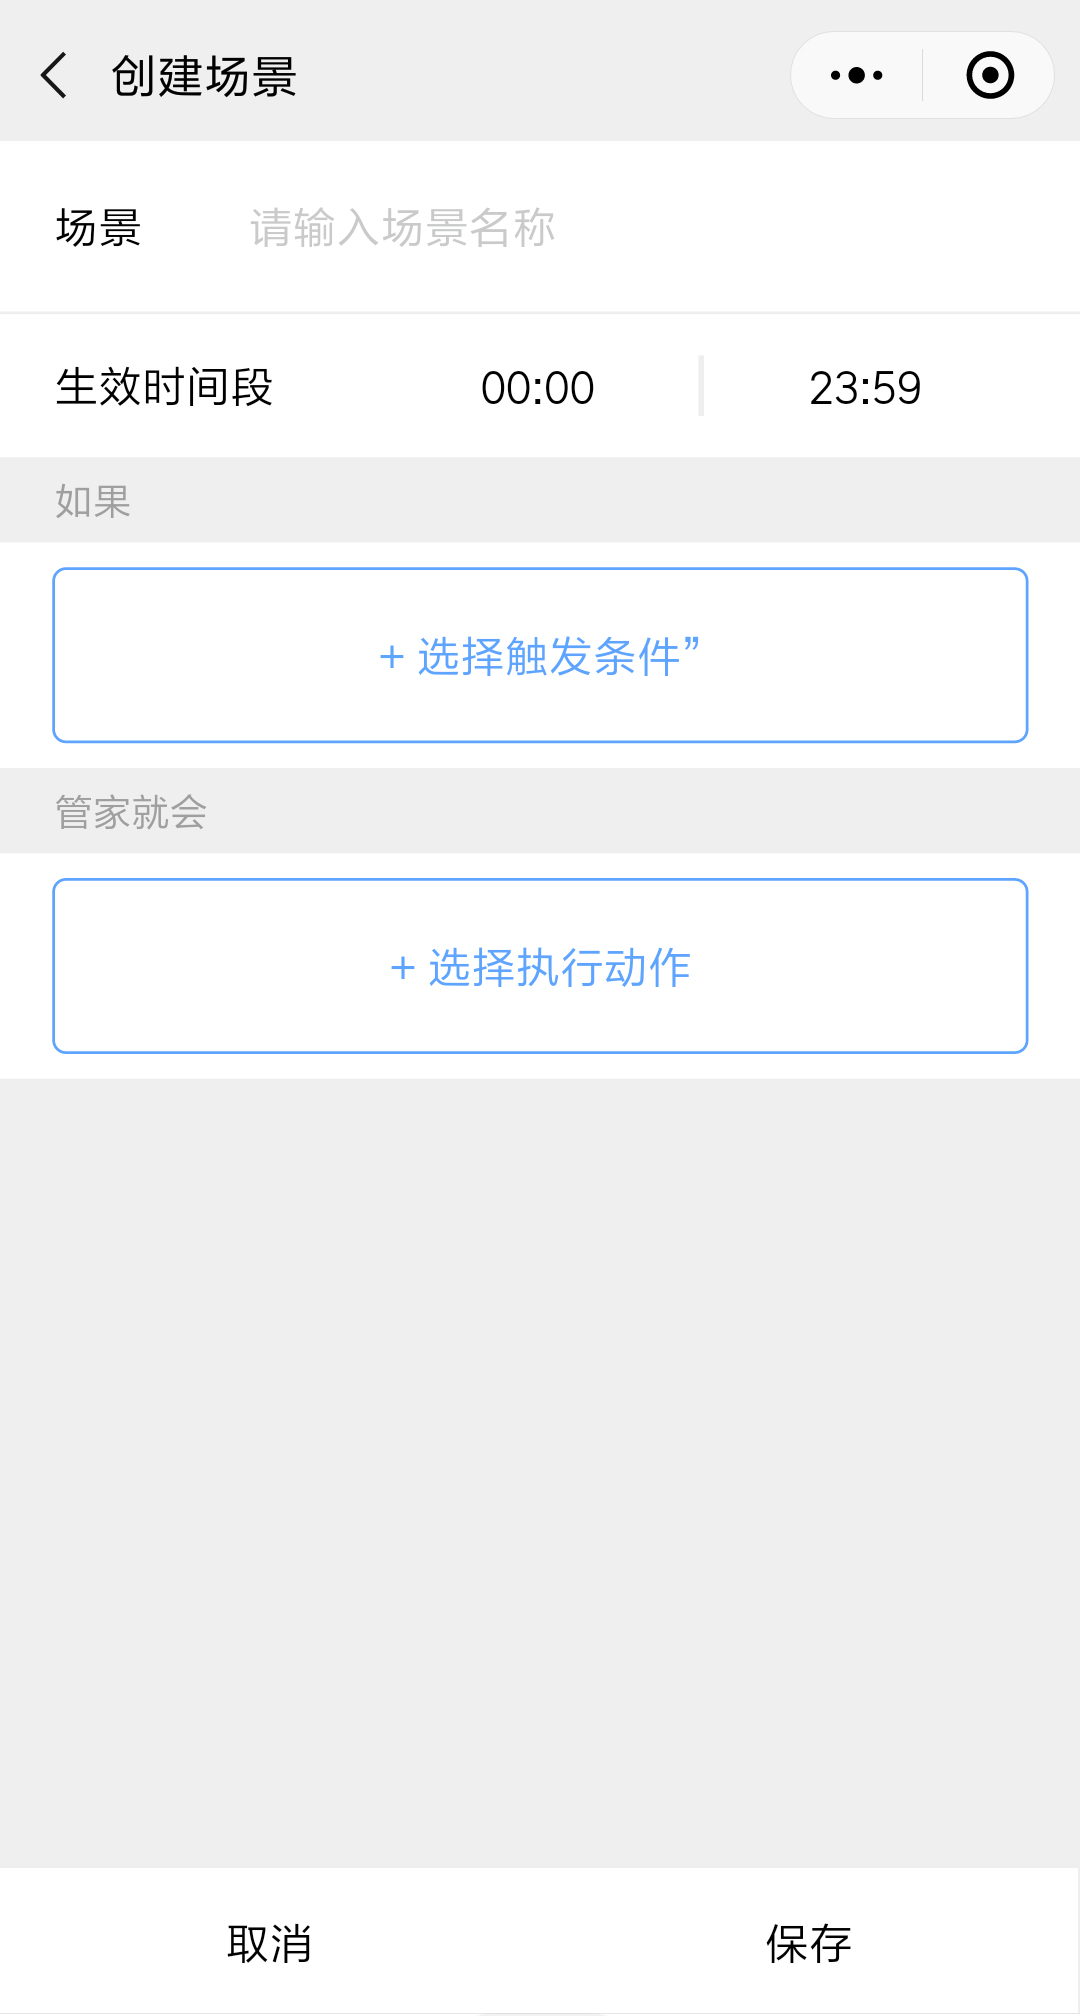 创建场景
场景 请输入场景名称
生效时间段 00:00 23:59
如果
+ 选择触发条件”
管家就会
+ 选择执行动作
取消 保存